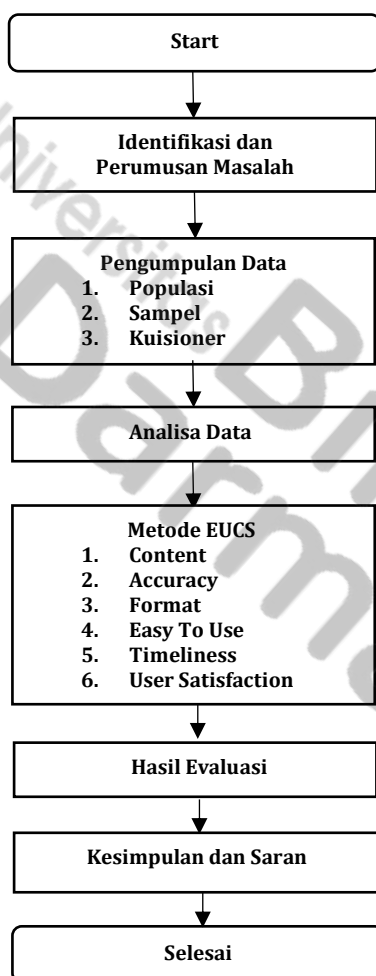 Start
Identifikasi dan
Perumusan Masalah
Pengumpulan Data
1. Populasi
2. Sampel
3. Kuisioner
Analisa Data
Metode EUCS
1. Content
2. Accuracy
3. Format
4. Easy To Use
5. Timeliness
6. User Satisfaction
Hasil Evaluasi
Kesimpulan dan Saran
Selesai
Universitas
Darma